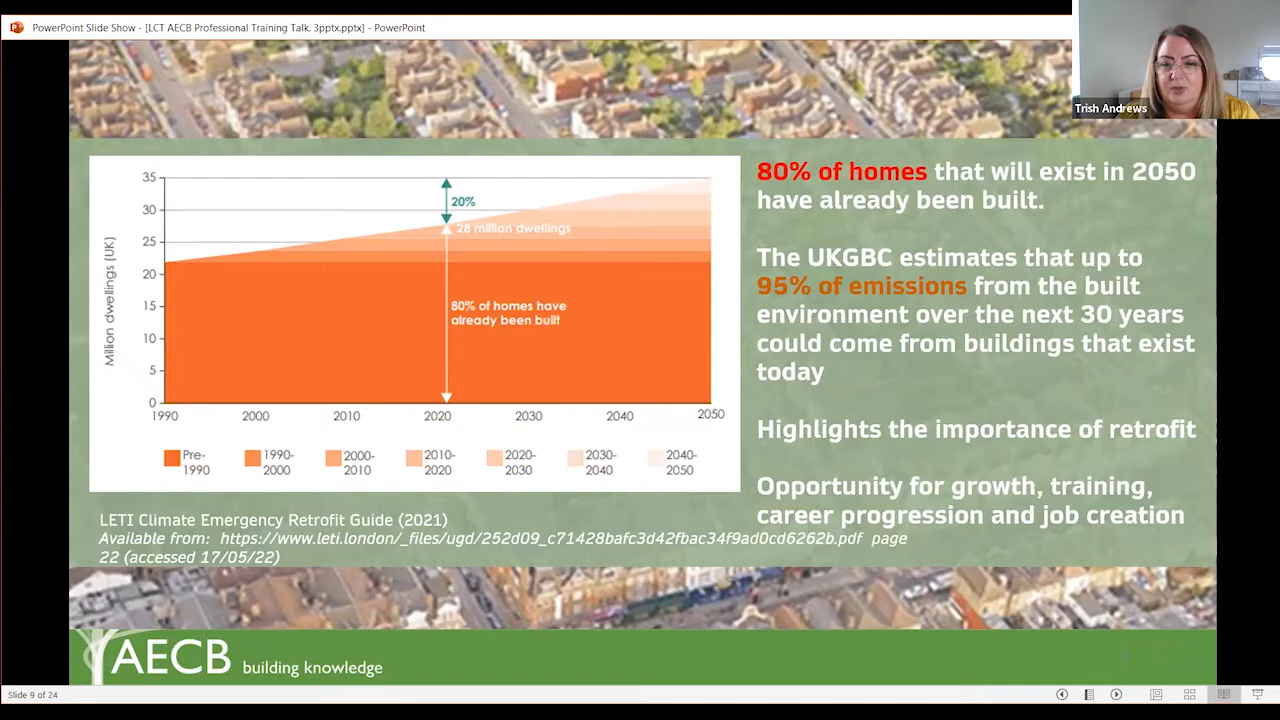 PowerPoint Slide Show - [LCT AECB Professional Training Talk. 3pptx.pptx] - PowerPoint
Trish Andrews
35
30
25
20
15
10
5
0
Million dwellings (UK)
20%
28 million dwellings
80% of homes have
already been built
1990
2000
2010
2020
2030
2040
2050
Pre-
1990
1990-
2000
2000-
2010
2010-
2020
2020-
2030
2030-
2040
2040-
2050
80% of homes that will exist in 2050
have already been built.
The UKGBC estimates that up to
95% of emissions from the built
environment over the next 30 years
could come from buildings that exist
today
Highlights the importance of retrofit
Opportunity for growth, training,
career progression and job creation
LETI Climate Emergency Retrofit Guide (2021)
Available from: https://www.leti.london/_files/ugd/252d09_c71428bafc3d42fbac34f9ad0cd6262b.pdf page
22 (accessed 17/05/22)
AECB building knowledge
Slide 9 of 24